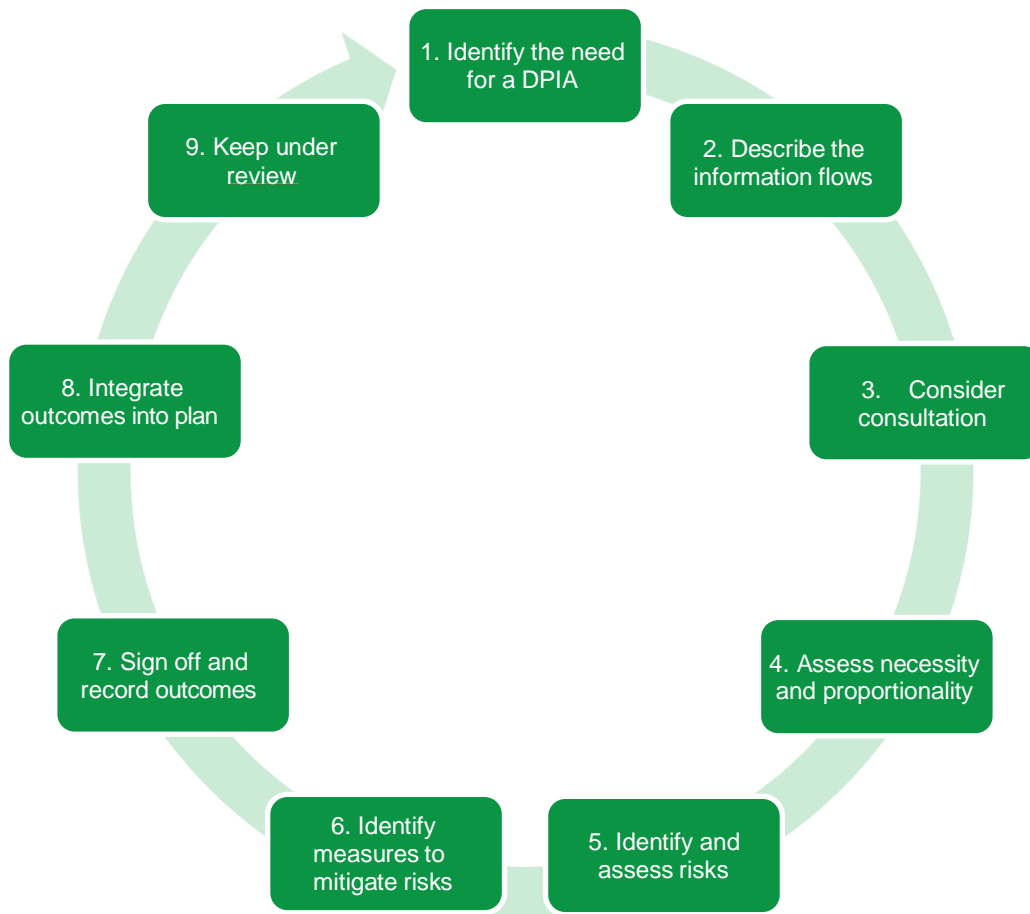 1. Identify the need
for a DPIA
2. Describe the
information flows
3. Consider
consultation
4. Assess necessity
and proportionality
5. Identify and
assess risks
6. Identify
measures to
mitigate risks
7. Sign off and
record outcomes
8. Integrate
outcomes into plan
9. Keep under
review